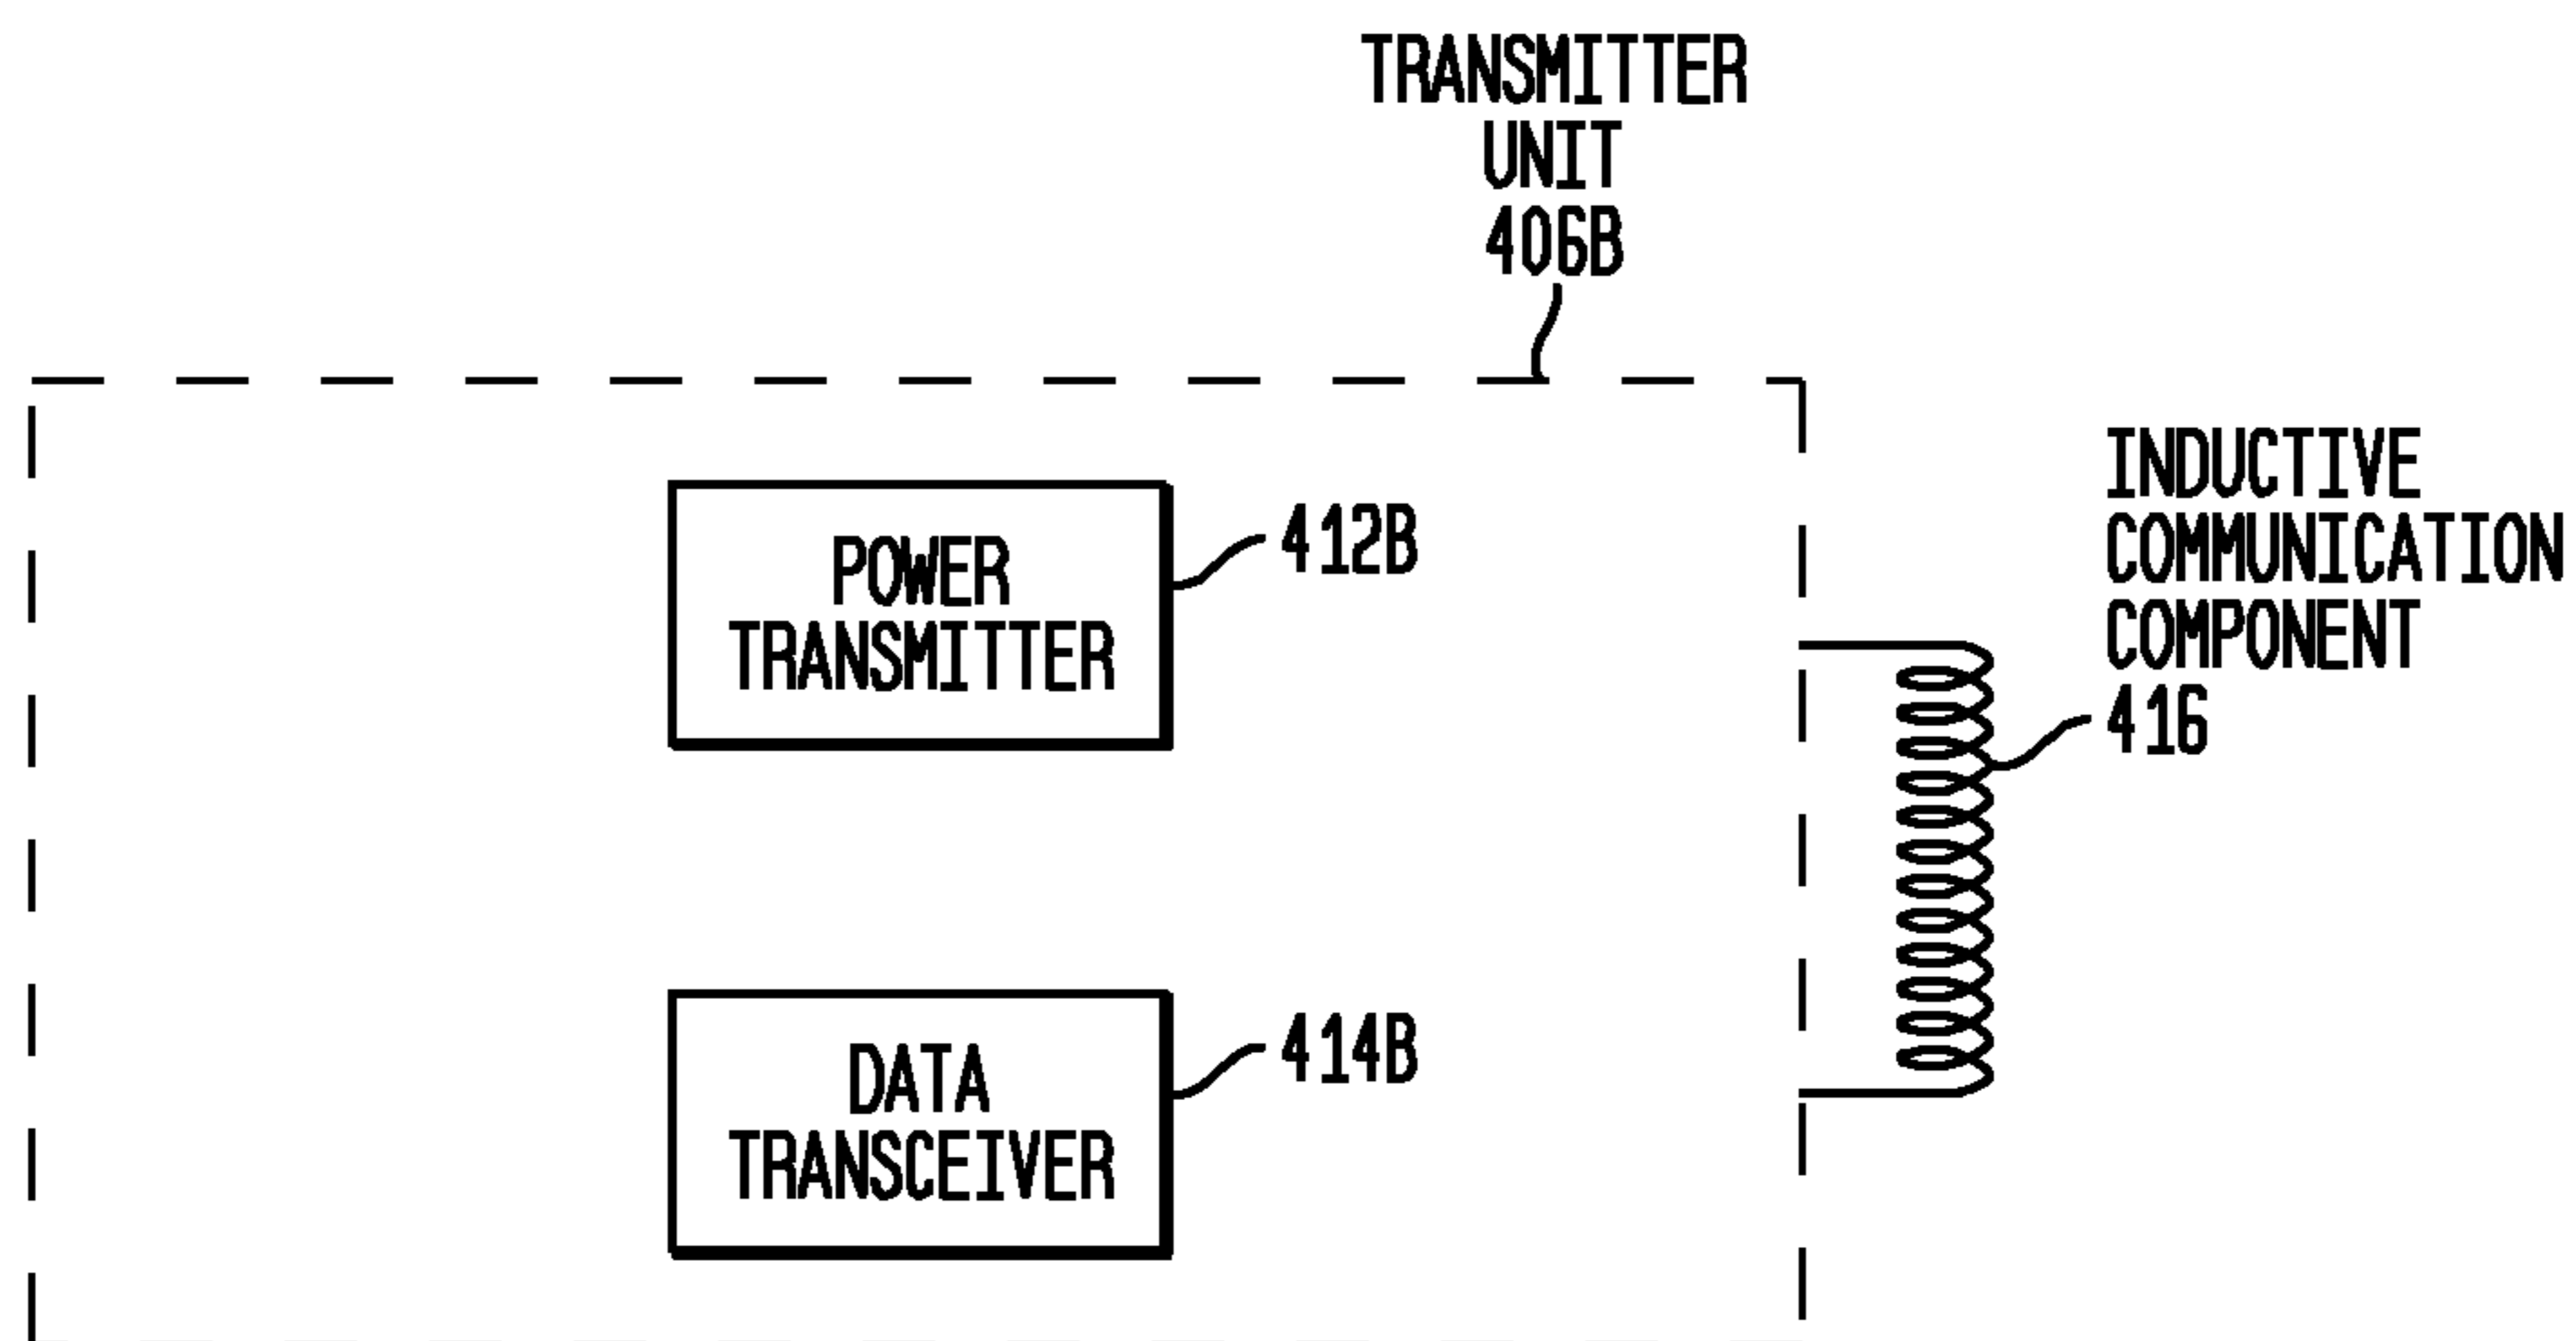 TRANSMITTER
UNIT
406B
INDUCTIVE
COMMUNICATION
COMPONENT
416
POWER
TRANSMITTER
412B
DATA
TRANSCEIVER
414B